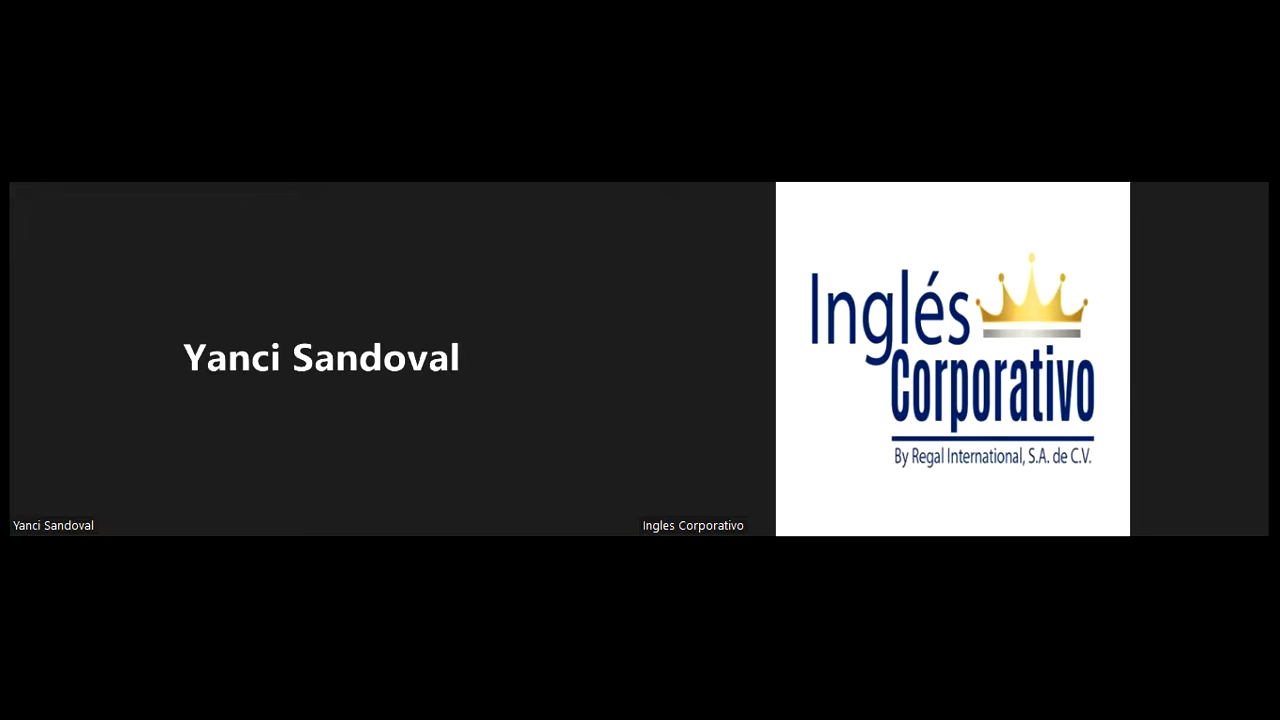 Yanci Sandoval
Inglés
Corporativo
By Regal International, S.A. de C.V.
Yanci Sandoval
Ingles Corporativo